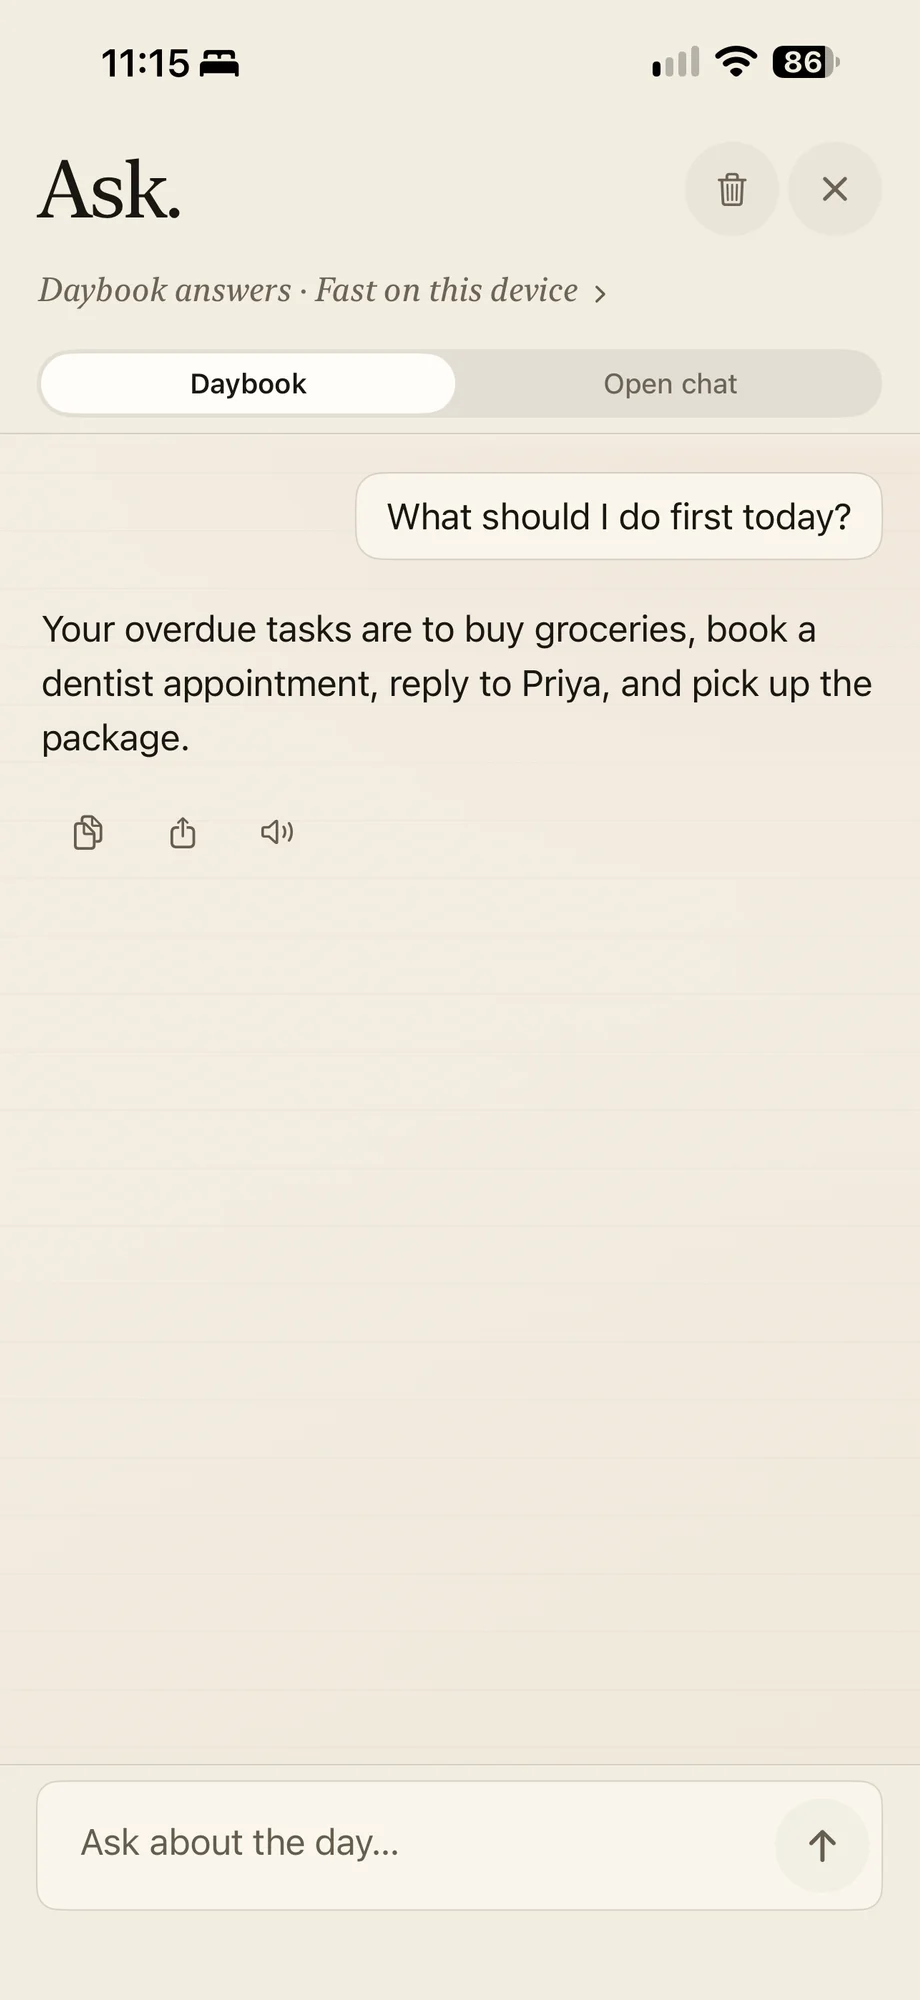 11:15
86
Ask.
Daybook answers · Fast on this device
Daybook
Open chat
What should I do first today?
Your overdue tasks are to buy groceries, book a
dentist appointment, reply to Priya, and pick up the
package.
Ask about the day...